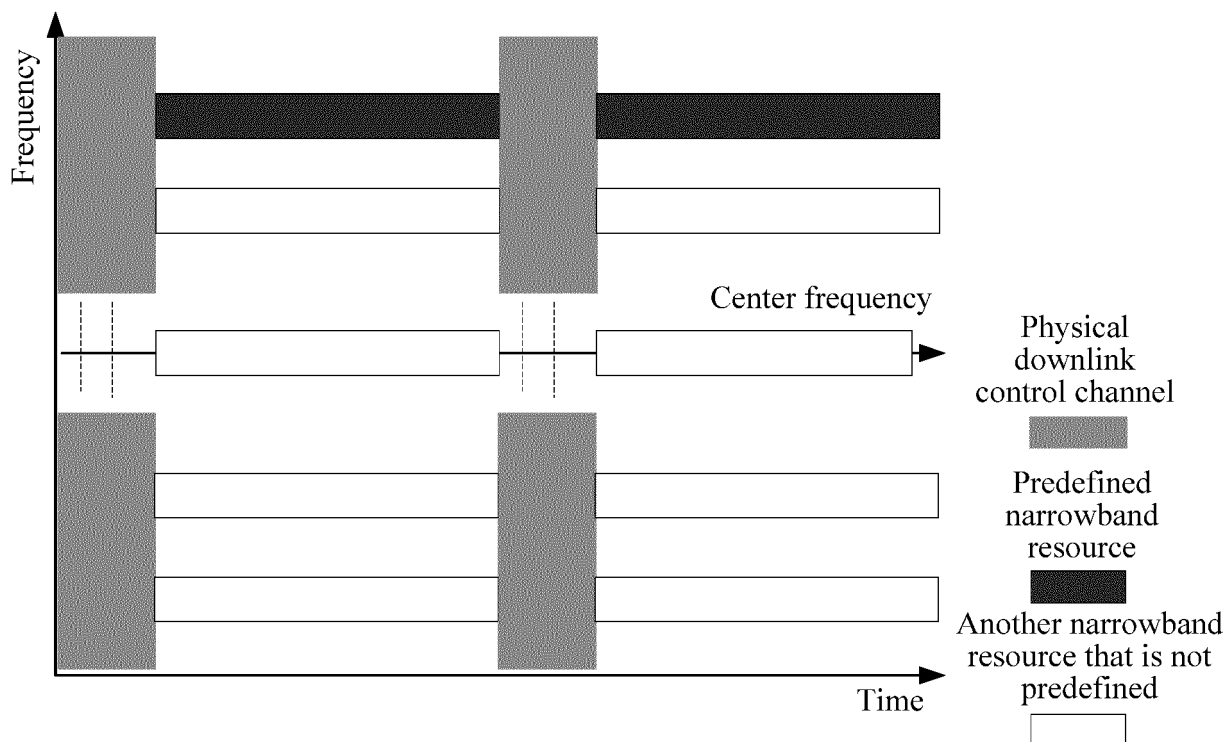 Frequency
Center frequency
Time
Physical
downlink
control channel
Predefined
narrowband
resource
Another narrowband
resource that is not
predefined